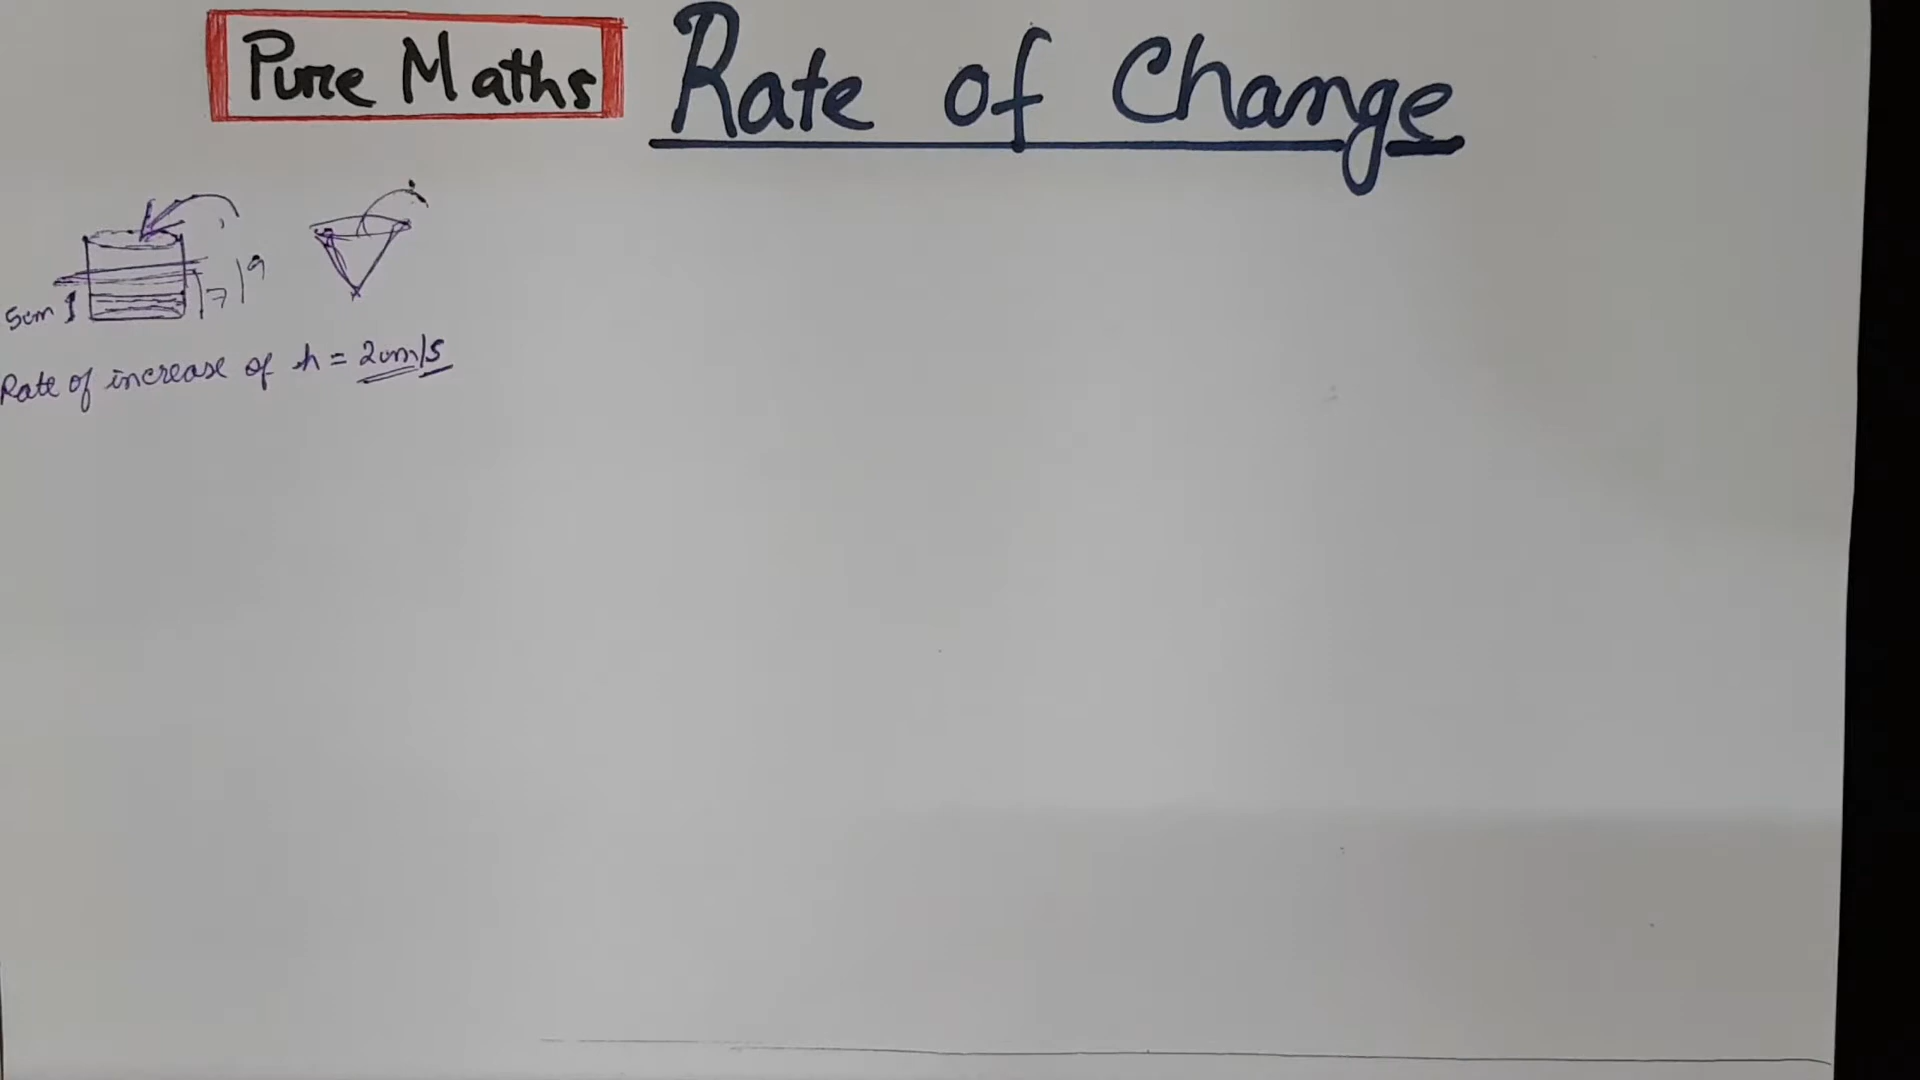 Pure Maths Rate of Change
5cm 7 9
Rate of increase of h = 2cm/s